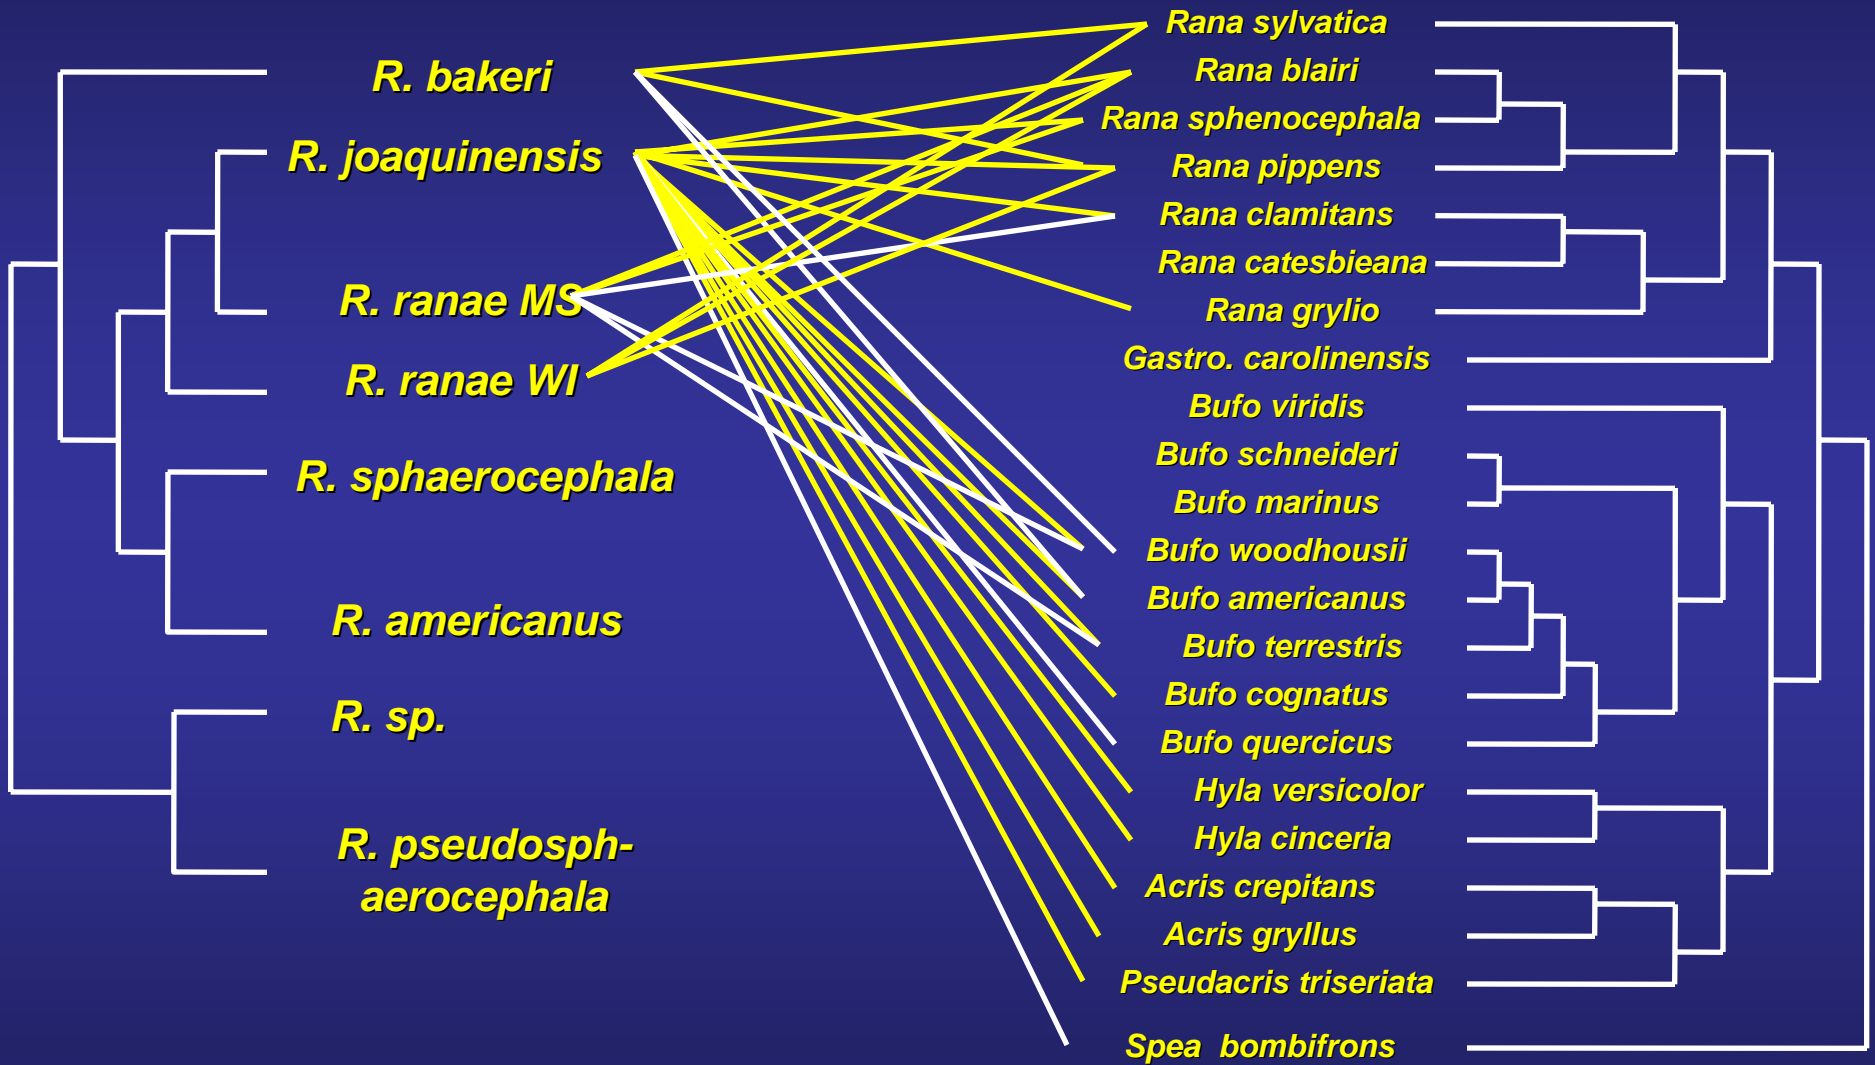 R. bakeri
R. joaquinensis
R. ranae MS
R. ranae WI
R. sphaerocephala
R. americanus
R. sp.
R. pseudosph-
aerocephala
Rana sylvatica
Rana blairi
Rana sphenocephala
Rana pippens
Rana clamitans
Rana catesbieana
Rana grylio
Gastro. carolinensis
Bufo viridis
Bufo schneideri
Bufo marinus
Bufo woodhousii
Bufo americanus
Bufo terrestris
Bufo cognatus
Bufo quercicus
Hyla versicolor
Hyla cinceria
Acris crepitans
Acris gryllus
Pseudacris triseriata
Spea bombifrons